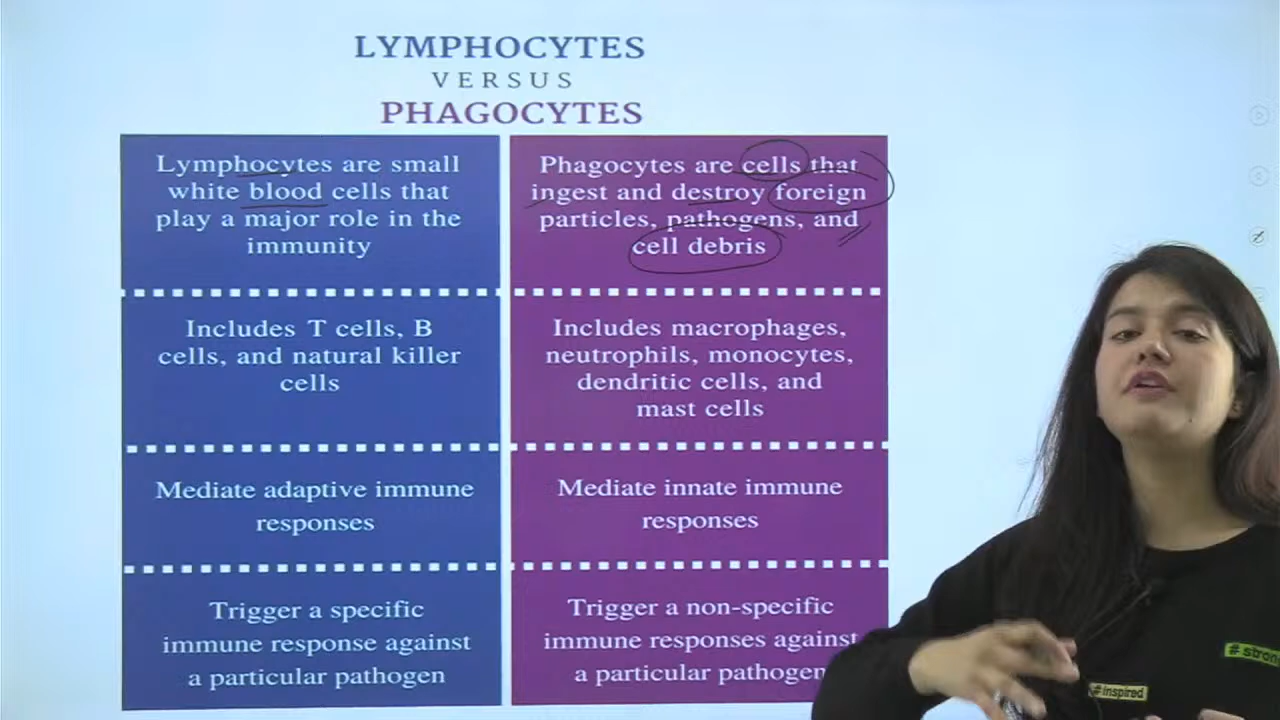 LYMPHOCYTES
VERSUS
PHAGOCYTES
Lymphocytes are small
white blood cells that
play a major role in the
immunity
Phagocytes are cells that
ingest and destroy foreign
particles, pathogens, and
cell debris
Includes T cells, B
cells, and natural killer
cells
Includes macrophages,
neutrophils, monocytes,
dendritic cells, and
mast cells
Mediate adaptive immune
responses
Mediate innate immune
responses
Trigger a specific
immune response against
a particular pathogen
Trigger a non-specific
immune responses against
a particular pathogen
# stron
#inspired